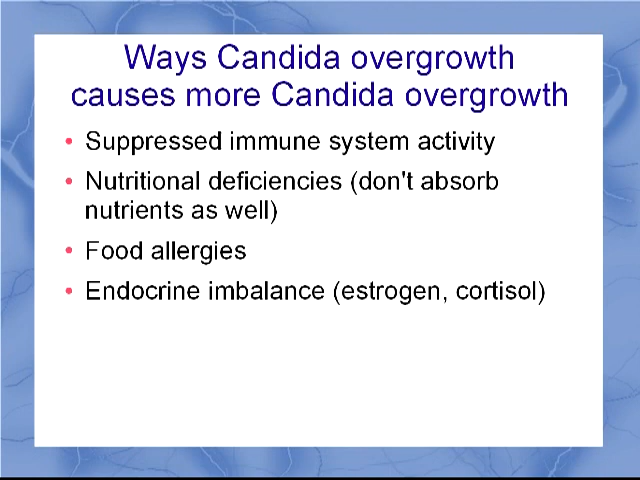 Ways Candida overgrowth
causes more Candida overgrowth
• Suppressed immune system activity
• Nutritional deficiencies (don't absorb
nutrients as well)
• Food allergies
• Endocrine imbalance (estrogen, cortisol)